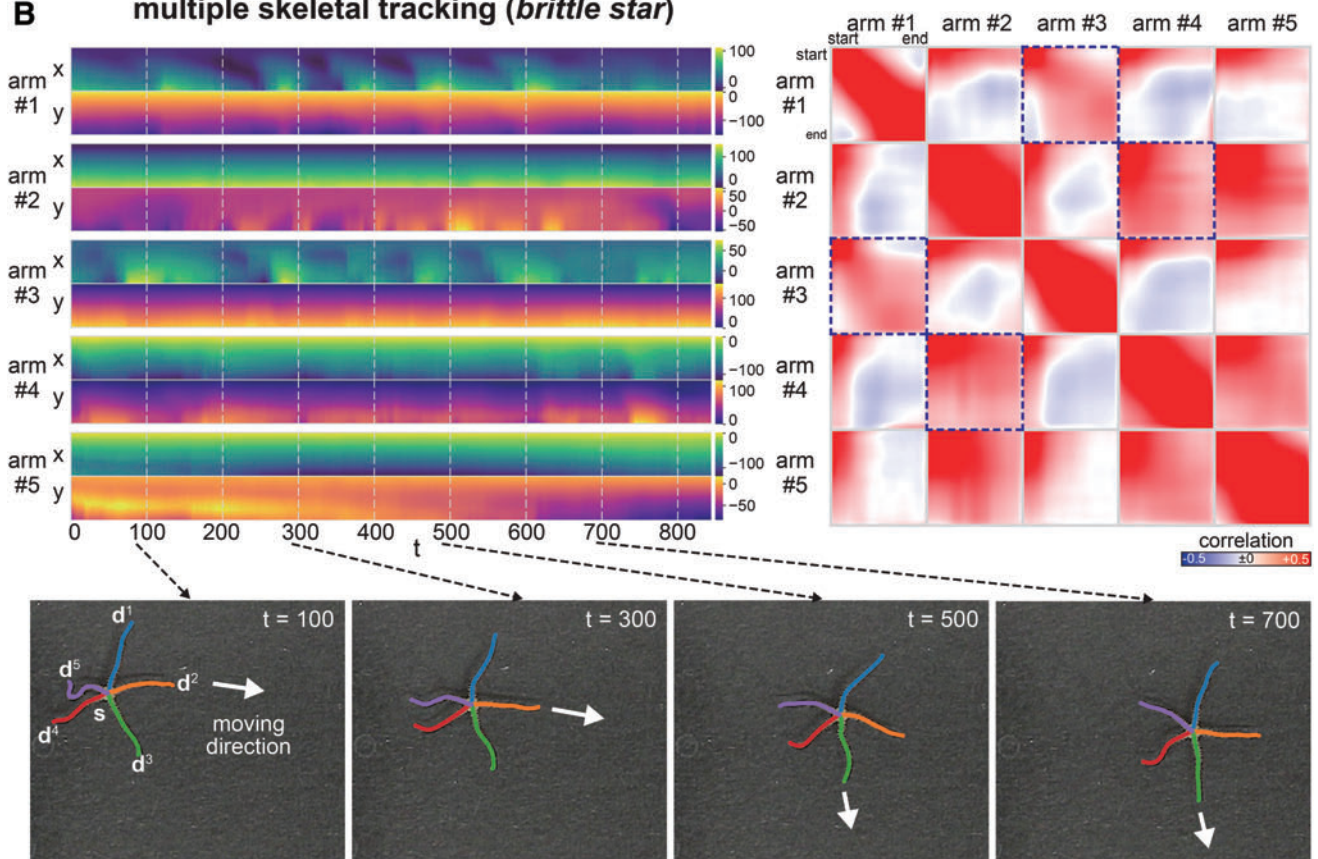 B
multiple skeletal tracking (brittle star)
arm #1
x
y
100
0
0
−100
arm #2
x
y
100
0
50
0
−50
arm #3
x
y
50
0
100
0
arm #4
x
y
0
−100
100
0
arm #5
x
y
0
−100
0
−50
0 100 200 300 400 500 600 700 800
t
arm #1 arm #2 arm #3 arm #4 arm #5
start end
start
end
arm #1
arm #2
arm #3
arm #4
arm #5
correlation
-0.5 ±0 +0.5
t = 100
d1
d5
d2
s
d4
d3
moving
direction
t = 300
t = 500
t = 700